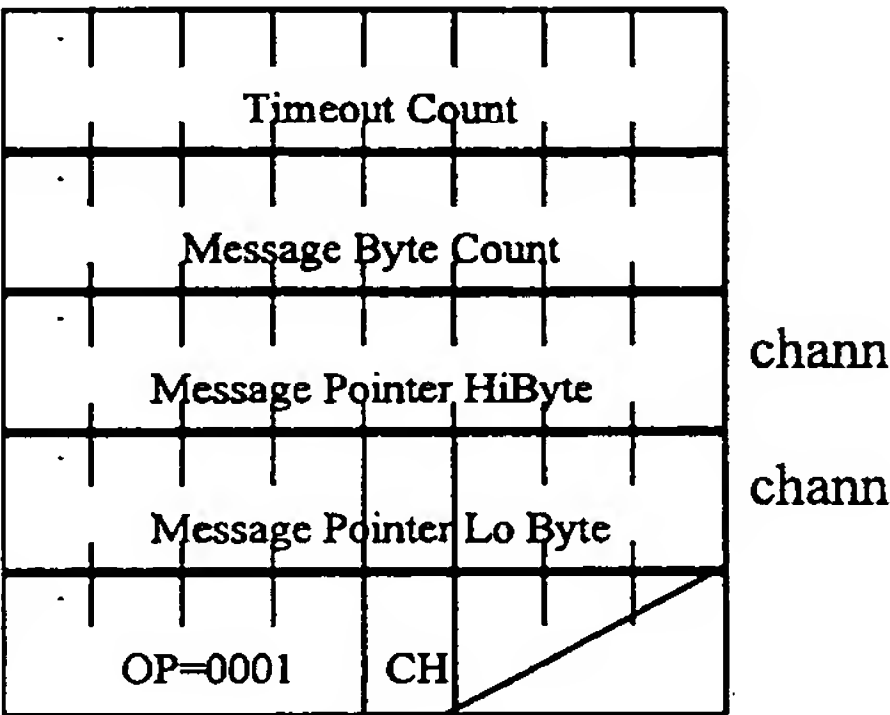 Timeout Count
Message Byte Count
Message Pointer HiByte
chann
Message Pointer Lo Byte
chann
OP=0001
CH